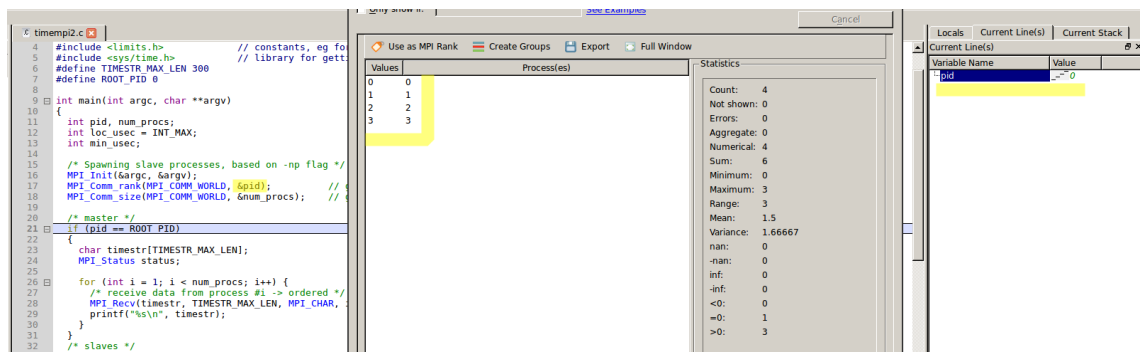 timempi2.c
4 #include <limits.h> // constants, eg for
5 #include <sys/time.h> // library for getti
6 #define TIMESTR_MAX_LEN 300
7 #define ROOT_PID 0
8
9 int main(int argc, char **argv)
10 {
11 int pid, num_procs;
12 int loc_usec = INT_MAX;
13 int min_usec;
14
15 /* Spawning slave processes, based on -np flag */
16 MPI_Init(&argc, &argv);
17 MPI_Comm_rank(MPI_COMM_WORLD, &pid); // g
18 MPI_Comm_size(MPI_COMM_WORLD, &num_procs); // g
19
20 /* master */
21 if (pid == ROOT_PID)
22 {
23 char timestr[TIMESTR_MAX_LEN];
24 MPI_Status status;
25
26 for (int i = 1; i < num_procs; i++) {
27 /* receive data from process #i -> ordered */
28 MPI_Recv(timestr, TIMESTR_MAX_LEN, MPI_CHAR,
29 printf("%s\n", timestr);
30 }
31 }
32 /* slaves */
Only show if:
See Examples
Cancel
Use as MPI Rank Create Groups Export Full Window
Values Process(es)
0 0
1 1
2 2
3 3
Statistics
Count: 4
Not shown: 0
Errors: 0
Aggregate: 0
Numerical: 4
Sum: 6
Minimum: 0
Maximum: 3
Range: 3
Mean: 1.5
Variance: 1.66667
nan: 0
-nan: 0
inf: 0
-inf: 0
<0: 0
=0: 1
>0: 3
Locals Current Line(s) Current Stack
Current Line(s)
Variable Name Value
pid 0